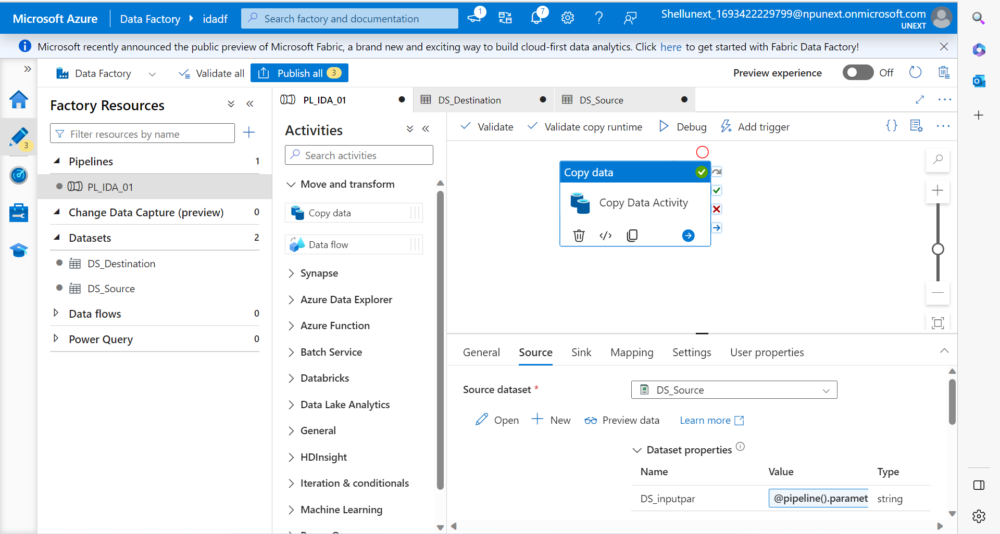 Microsoft Azure
Data Factory
idadf
Search factory and documentation
1
7
Shellunext_1693422229799@npunext.onmicrosoft.com
UNEXT
Microsoft recently announced the public preview of Microsoft Fabric, a brand new and exciting way to build cloud-first data analytics. Click here to get started with Fabric Data Factory!
Data Factory
Validate all
Publish all 3
Preview experience
Off
3
Factory Resources
Filter resources by name
Pipelines 1
PL_IDA_01
Change Data Capture (preview) 0
Datasets 2
DS_Destination
DS_Source
Data flows 0
Power Query 0
PL_IDA_01
DS_Destination
DS_Source
Activities
Search activities
Move and transform
Copy data
Data flow
Synapse
Azure Data Explorer
Azure Function
Batch Service
Databricks
Data Lake Analytics
General
HDInsight
Iteration & conditionals
Machine Learning
Validate
Validate copy runtime
Debug
Add trigger
Copy data
Copy Data Activity
General
Source
Sink
Mapping
Settings
User properties
Source dataset *
DS_Source
Open
New
Preview data
Learn more
Dataset properties
Name Value Type
DS_inputpar @pipeline().paramet string